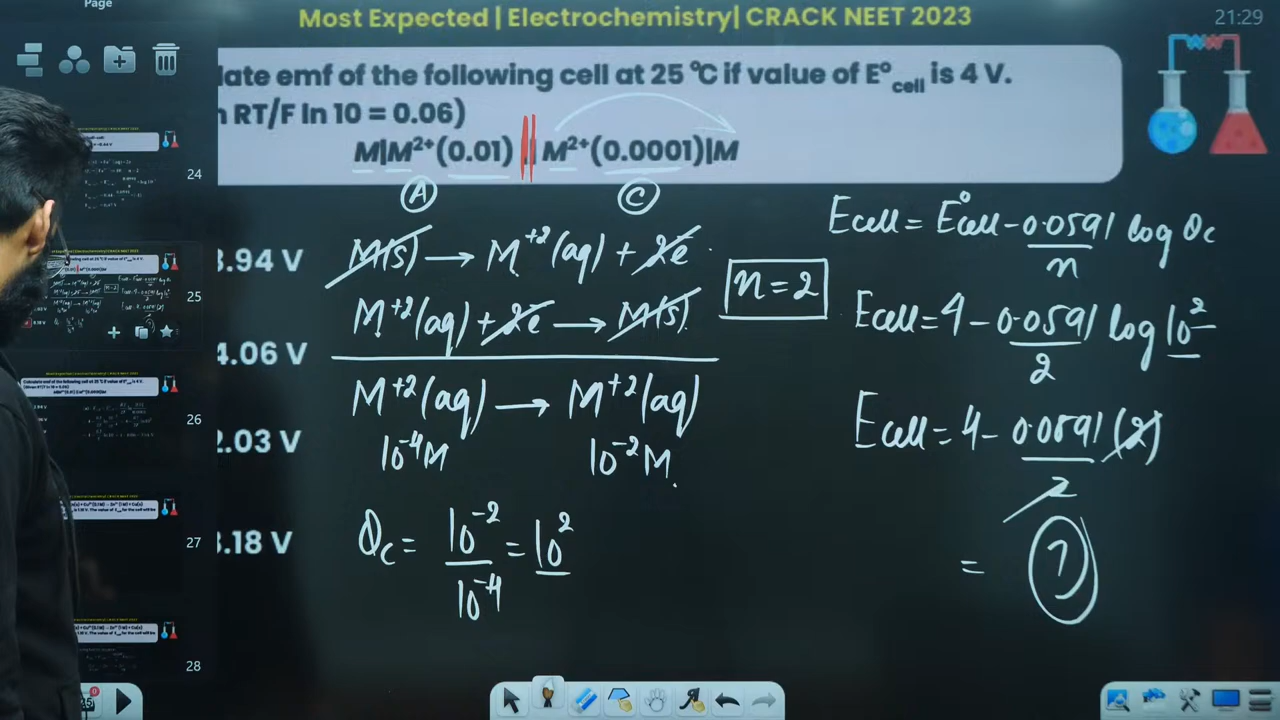 Page
Most Expected | Electrochemistry| CRACK NEET 2023
21:29
late emf of the following cell at 25 °C if value of E°cell is 4 V.
n RT/F ln 10 = 0.06)
M|M²⁺(0.01) || M²⁺(0.0001)|M
A C
3.94 V
4.06 V
2.03 V
3.18 V
M(s) → M⁺²(aq) + 2e
M⁺²(aq) + 2e → M(s)
n = 2
M⁺²(aq) → M⁺²(aq)
10⁻⁴M 10⁻²M
Qc = 10⁻²/10⁻⁴ = 10²
Ecell = E°cell - 0.0591/n log Qc
Ecell = 4 - 0.0591/2 log 10²
Ecell = 4 - 0.0591/2 (2)
= ?
24
25
26
27
28